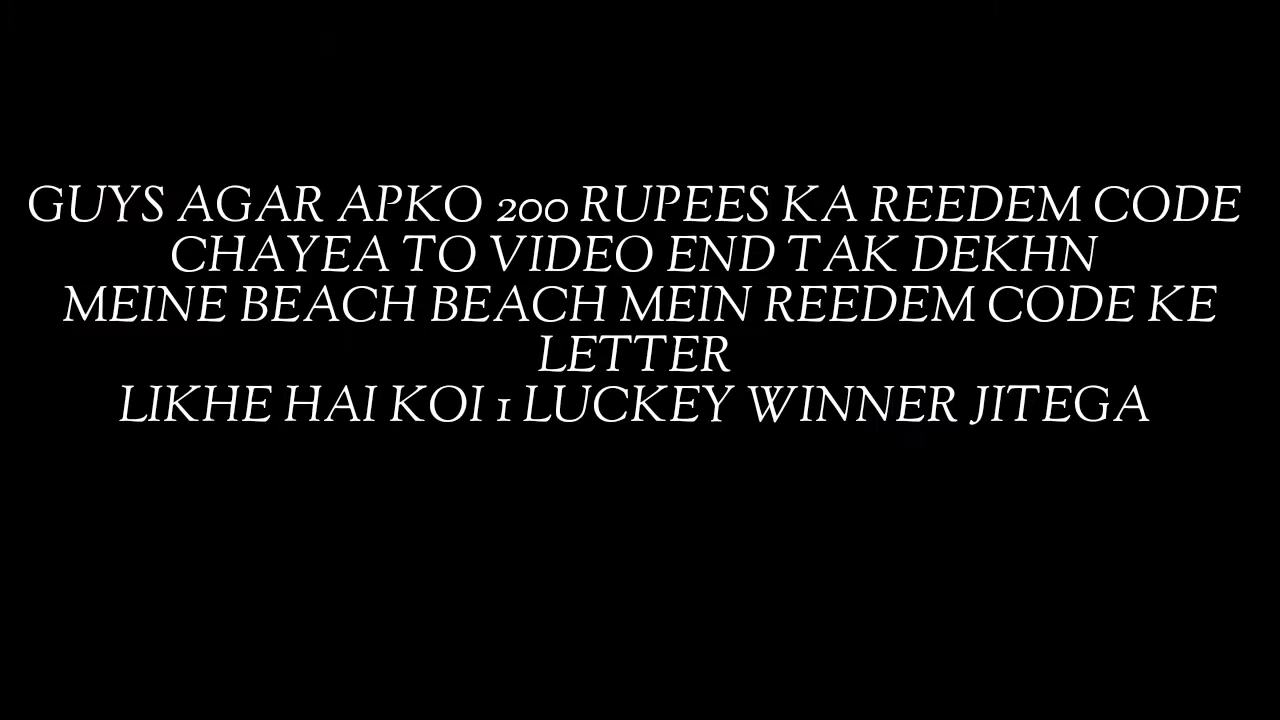 GUYS AGAR APKO 200 RUPEES KA REEDEM CODE
CHAYEA TO VIDEO END TAK DEKHN
MEINE BEACH BEACH MEIN REEDEM CODE KE
LETTER
LIKHE HAI KOI 1 LUCKEY WINNER JITEGA